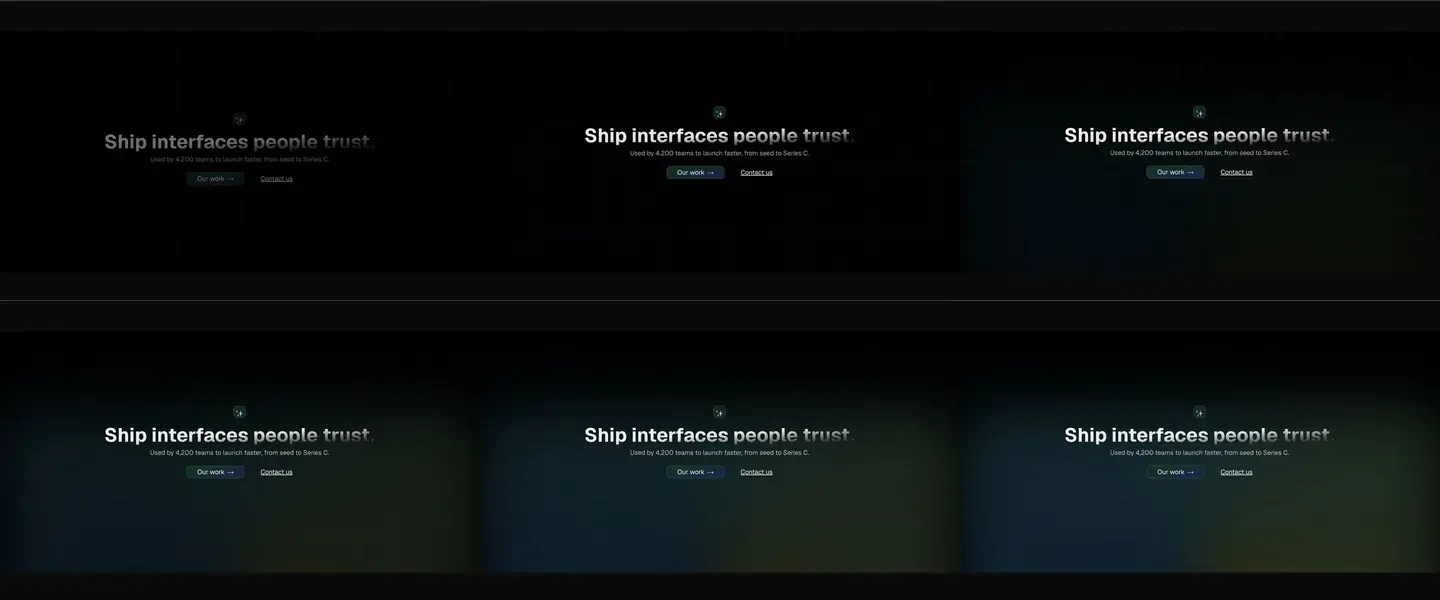 Ship interfaces people trust.
Used by 4,200 teams to launch faster, from seed to Series C.
Our work → Contact us
Ship interfaces people trust.
Used by 4,200 teams to launch faster, from seed to Series C.
Our work → Contact us
Ship interfaces people trust.
Used by 4,200 teams to launch faster, from seed to Series C.
Our work → Contact us
Ship interfaces people trust.
Used by 4,200 teams to launch faster, from seed to Series C.
Our work → Contact us
Ship interfaces people trust.
Used by 4,200 teams to launch faster, from seed to Series C.
Our work → Contact us
Ship interfaces people trust.
Used by 4,200 teams to launch faster, from seed to Series C.
Our work → Contact us